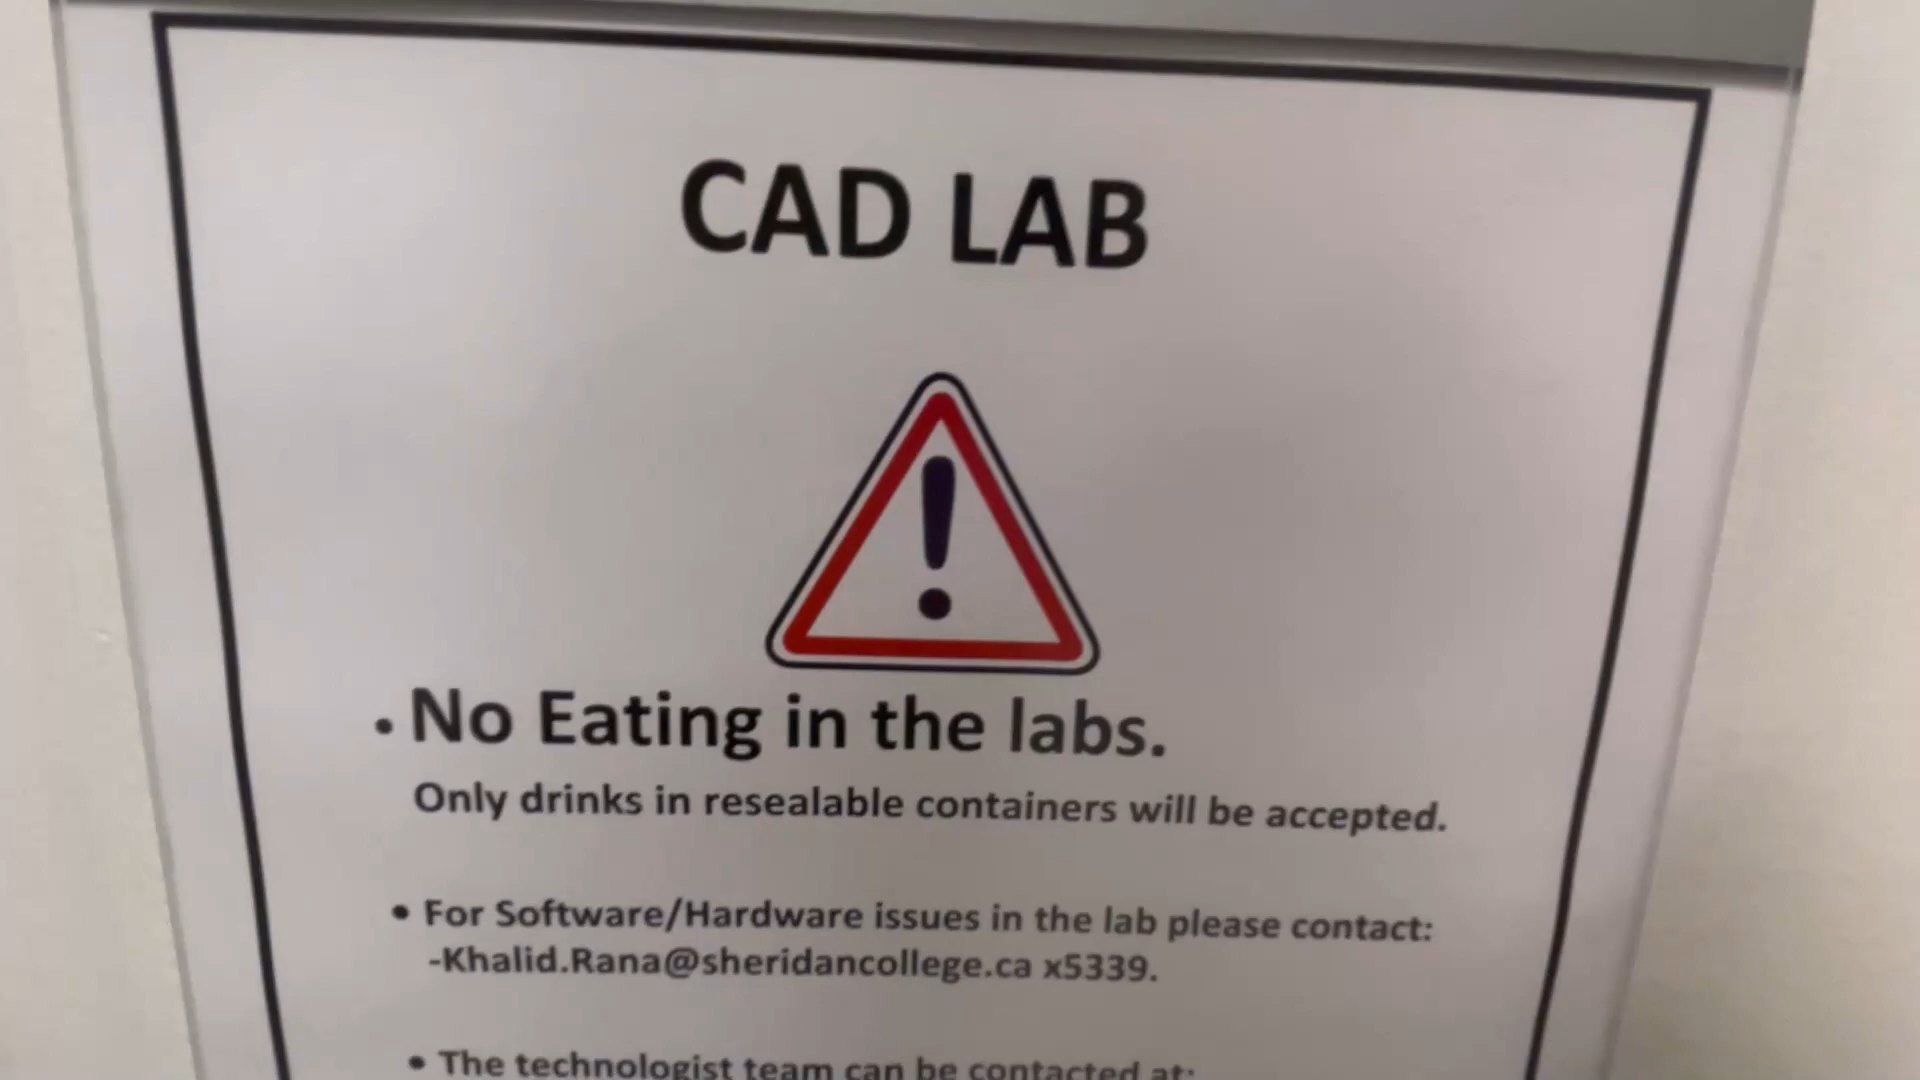 CAD LAB
• No Eating in the labs.
Only drinks in resealable containers will be accepted.
• For Software/Hardware issues in the lab please contact:
-Khalid.Rana@sheridancollege.ca x5339.
• The technologist team can be contacted at: